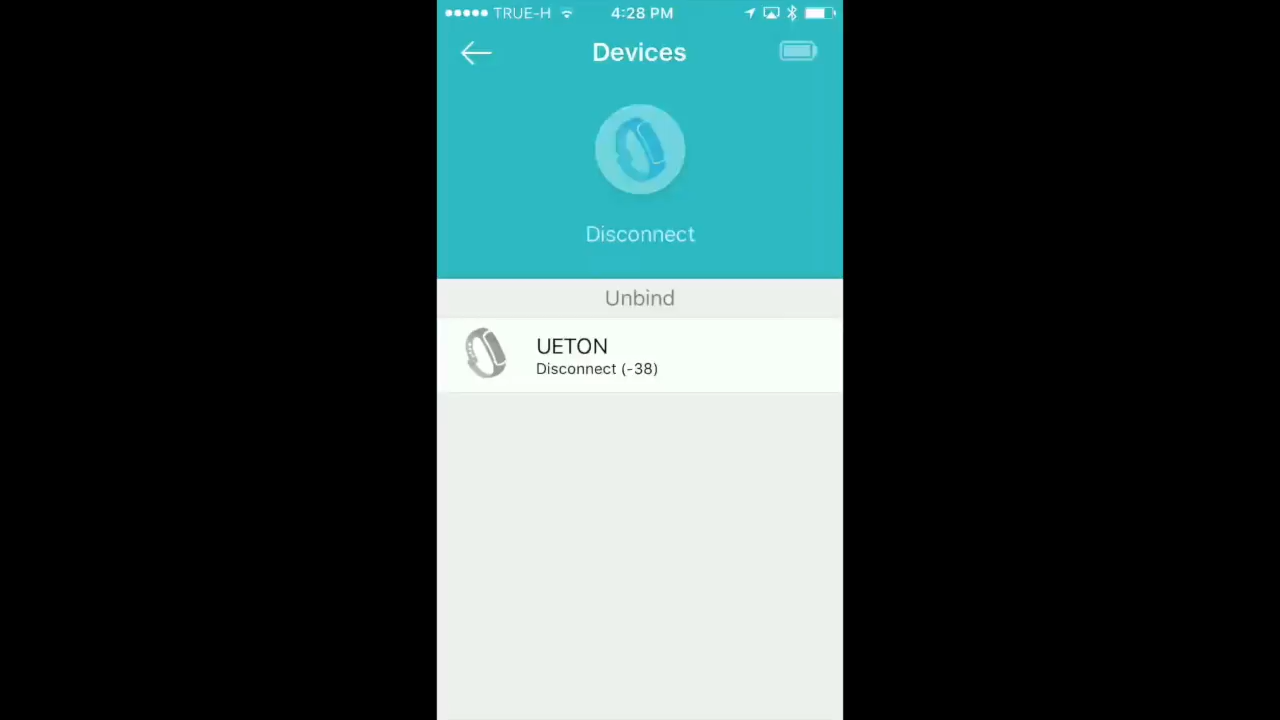 TRUE-H 4:28 PM
Devices
Disconnect
Unbind
UETON
Disconnect (-38)